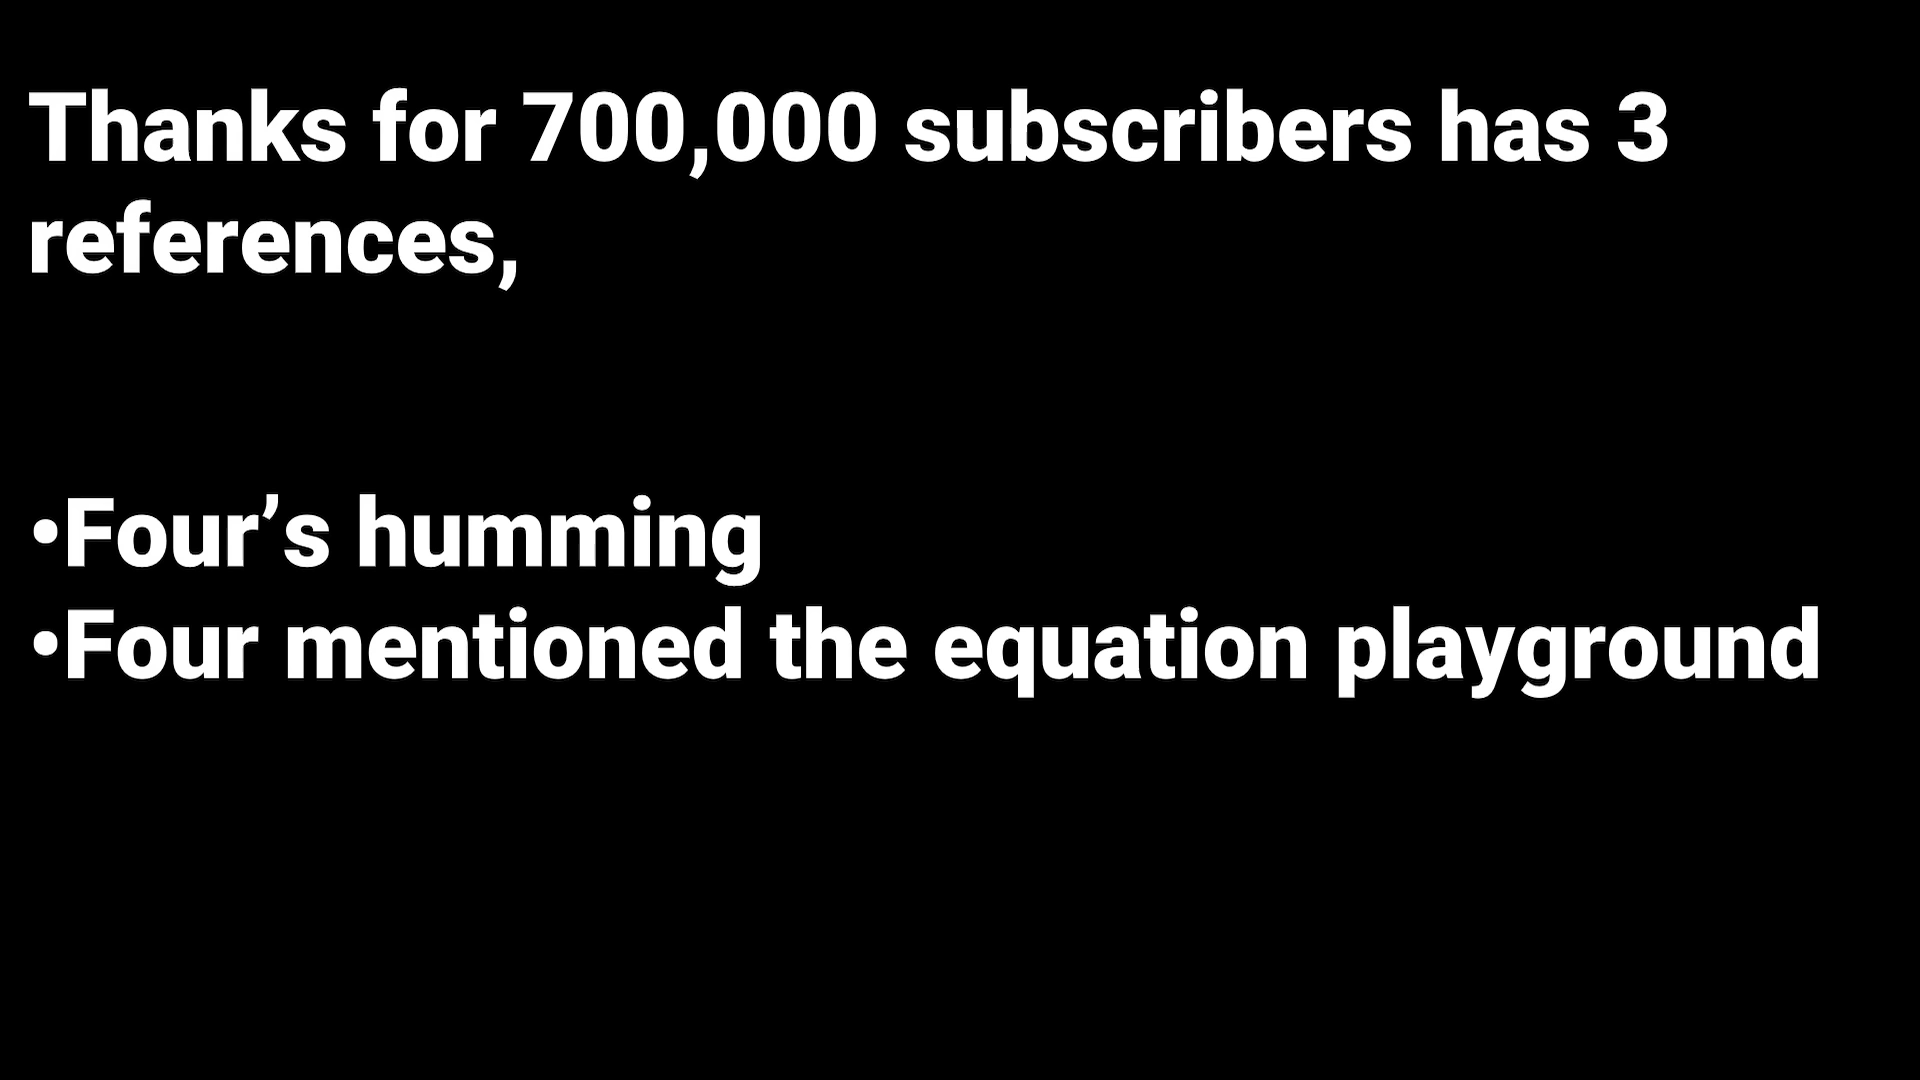 Thanks for 700,000 subscribers has 3
references,
•Four’s humming
•Four mentioned the equation playground